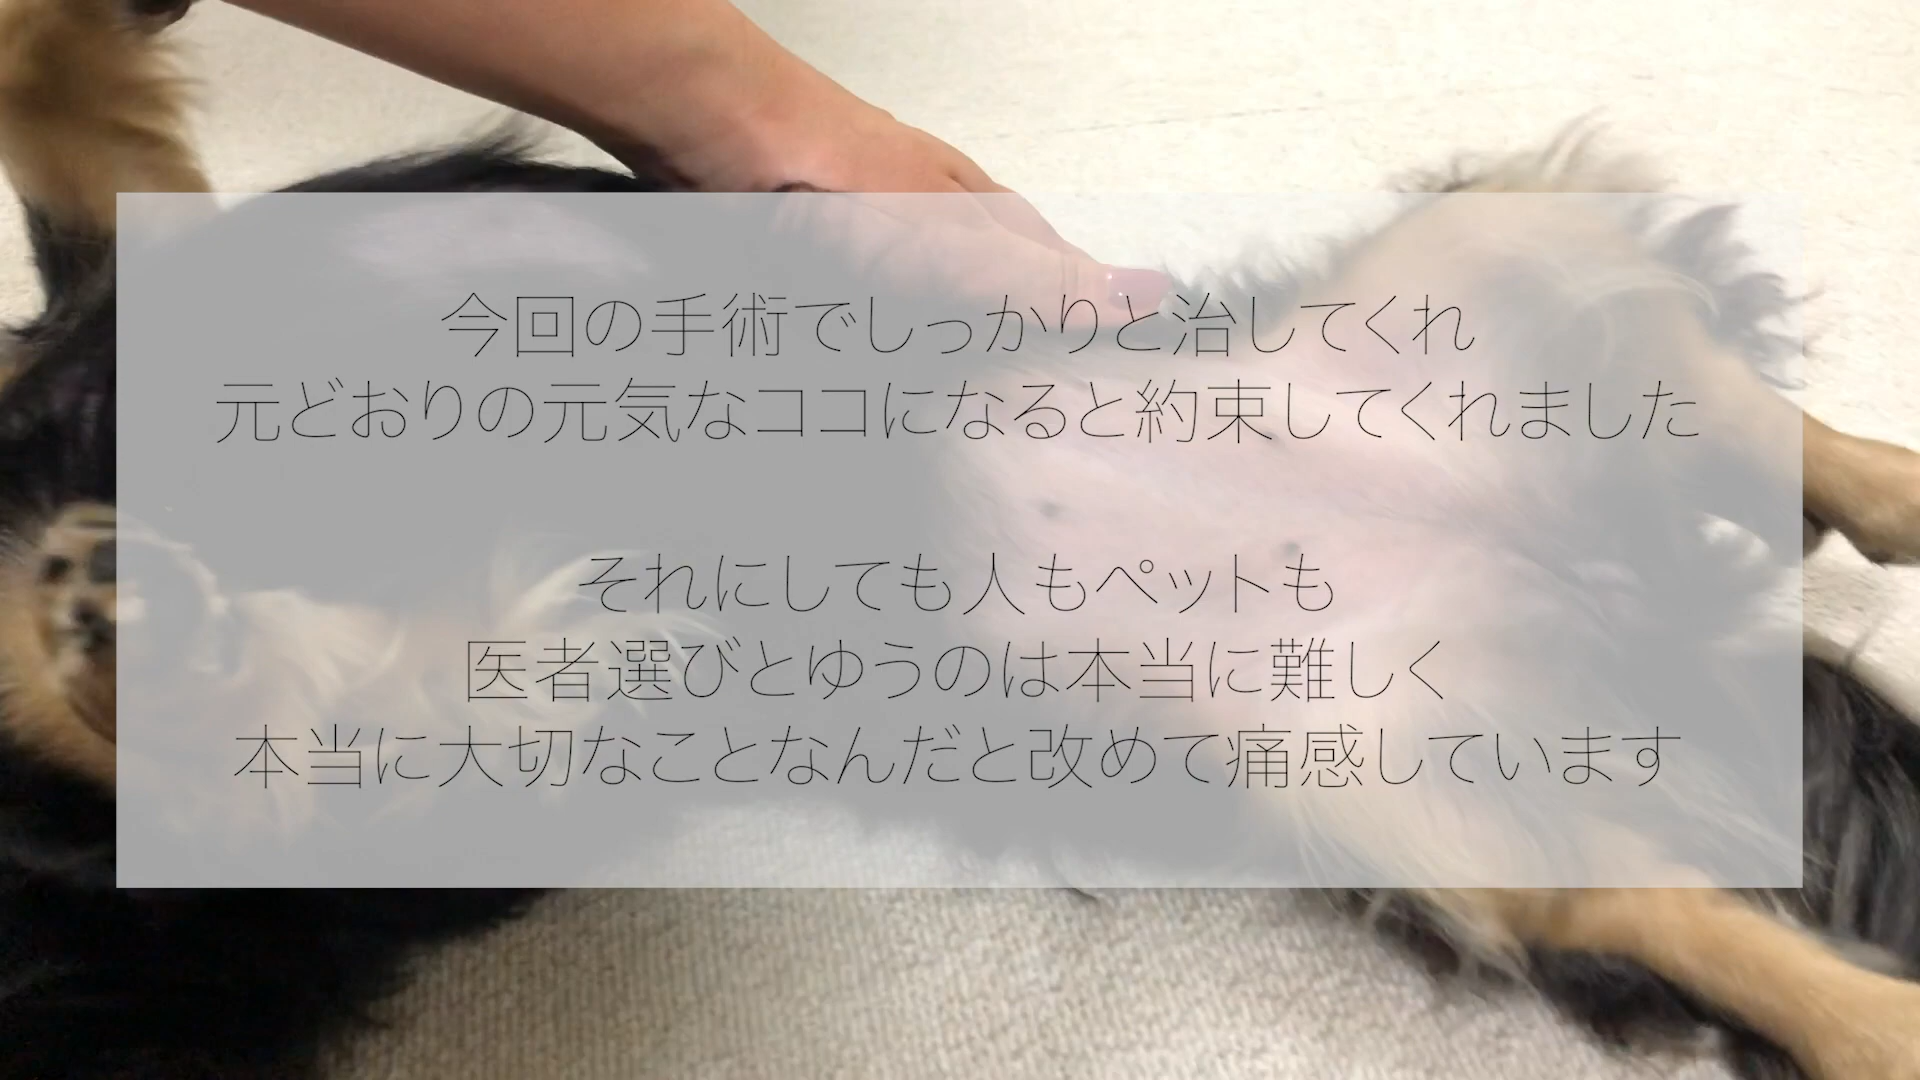 今回の手術でしっかりと治してくれ
元どおりの元気なココになると約束してくれました
それにしても人もペットも
医者選びとゆうのは本当に難しく
本当に大切なことなんだと改めて痛感しています